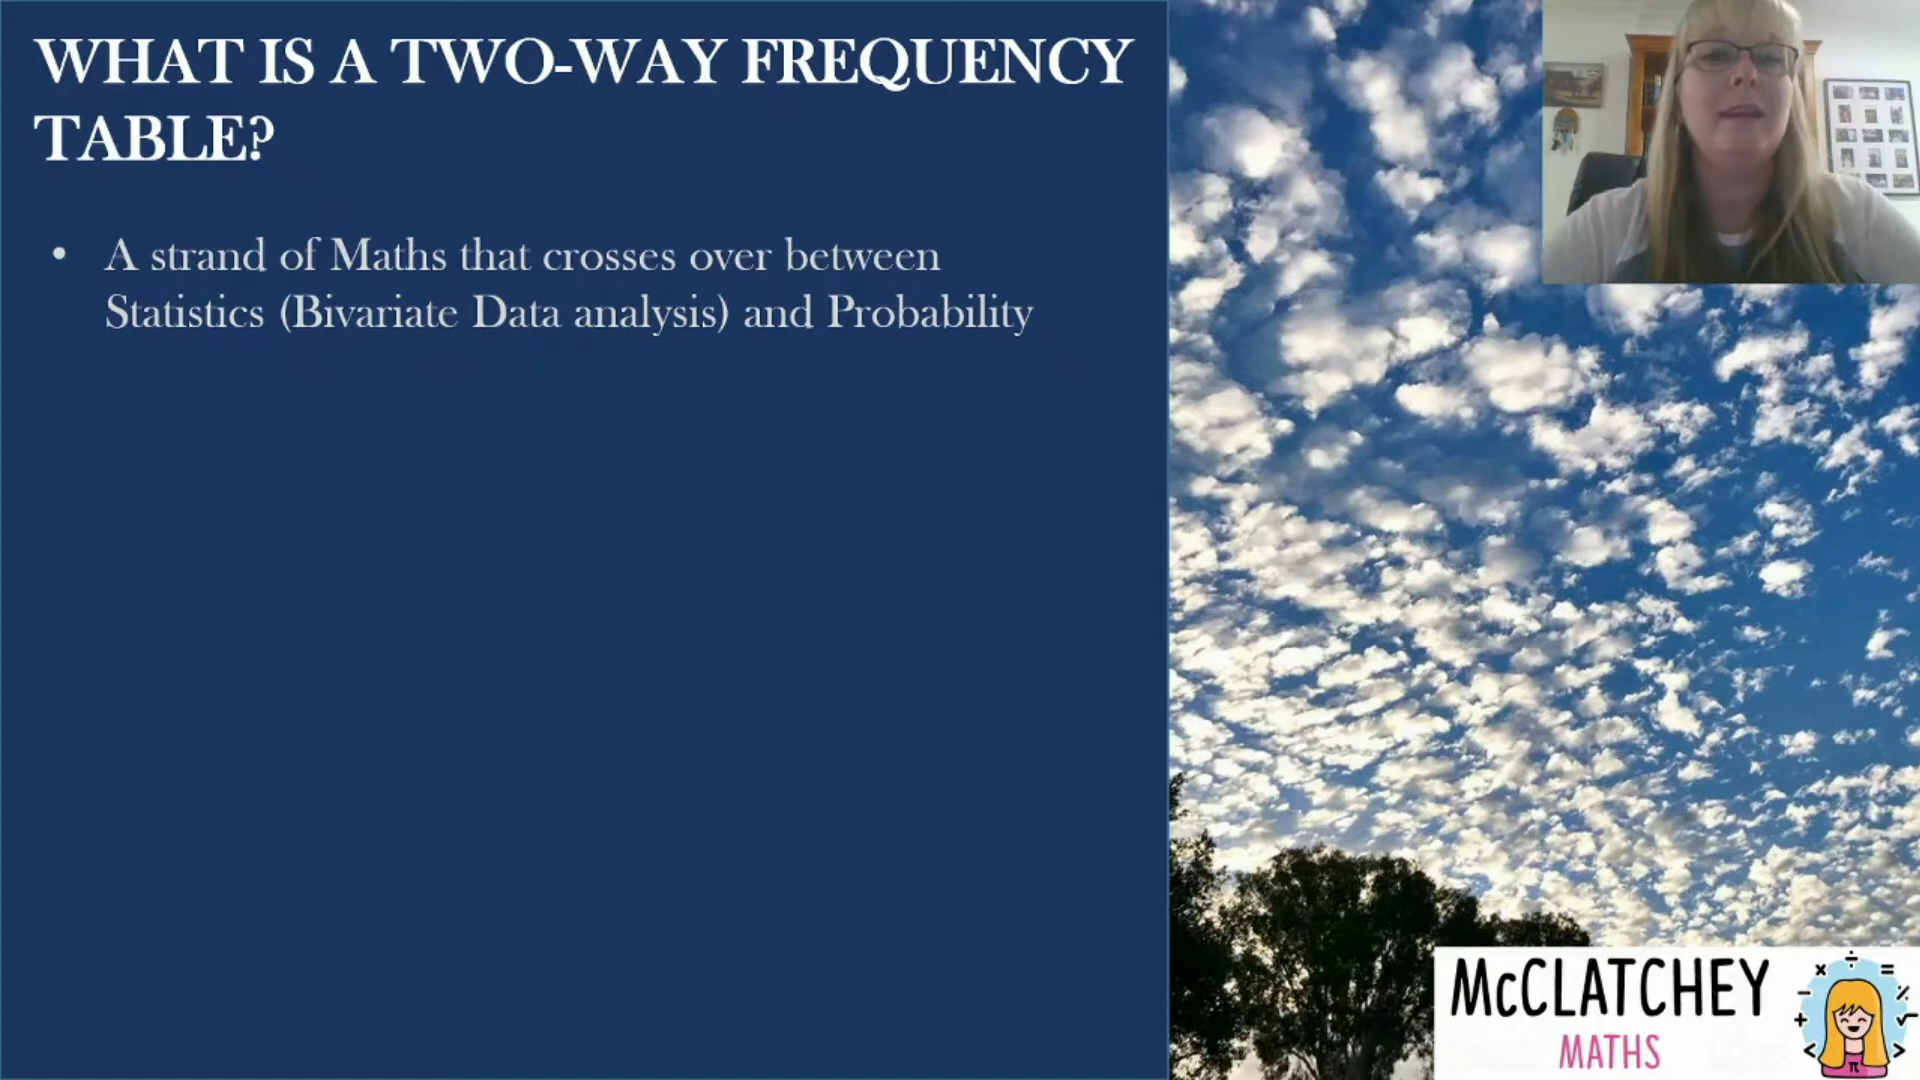 WHAT IS A TWO-WAY FREQUENCY
TABLE?
• A strand of Maths that crosses over between
Statistics (Bivariate Data analysis) and Probability
McCLATCHEY
MATHS